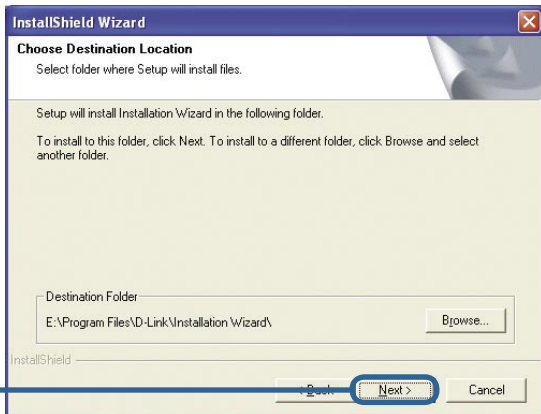 InstallShield Wizard
Choose Destination Location
Select folder where Setup will install files.
Setup will install Installation Wizard in the following folder.
To install to this folder, click Next. To install to a different folder, click Browse and select
another folder.
Destination Folder
E:\Program Files\D-Link\Installation Wizard\
Browse...
InstallShield
< Back
Next >
Cancel